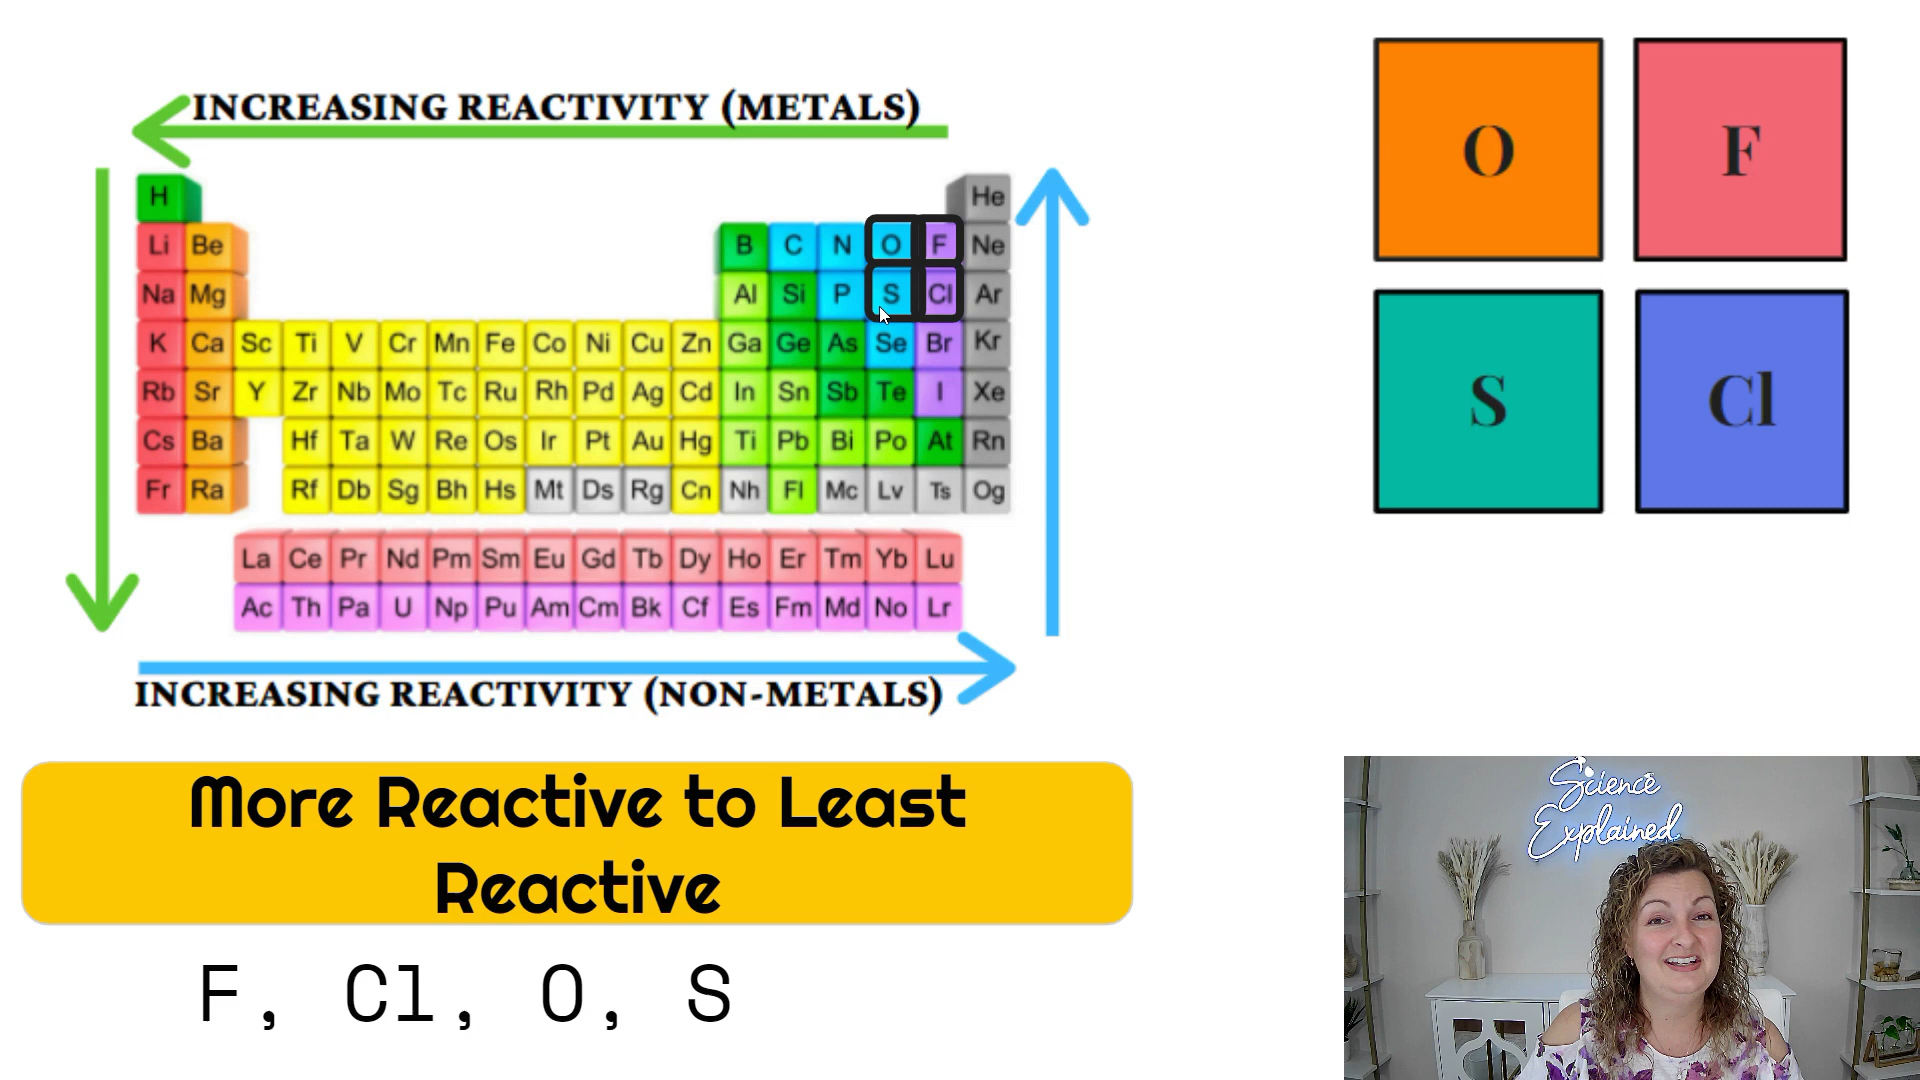 INCREASING REACTIVITY (METALS)
H He
Li Be B C N O F Ne
Na Mg Al Si P S Cl Ar
K Ca Sc Ti V Cr Mn Fe Co Ni Cu Zn Ga Ge As Se Br Kr
Rb Sr Y Zr Nb Mo Tc Ru Rh Pd Ag Cd In Sn Sb Te I Xe
Cs Ba Hf Ta W Re Os Ir Pt Au Hg Ti Pb Bi Po At Rn
Fr Ra Rf Db Sg Bh Hs Mt Ds Rg Cn Nh Fl Mc Lv Ts Og
La Ce Pr Nd Pm Sm Eu Gd Tb Dy Ho Er Tm Yb Lu
Ac Th Pa U Np Pu Am Cm Bk Cf Es Fm Md No Lr
INCREASING REACTIVITY (NON-METALS)
O F
S Cl
More Reactive to Least
Reactive
F, Cl, O, S
Science
Explained